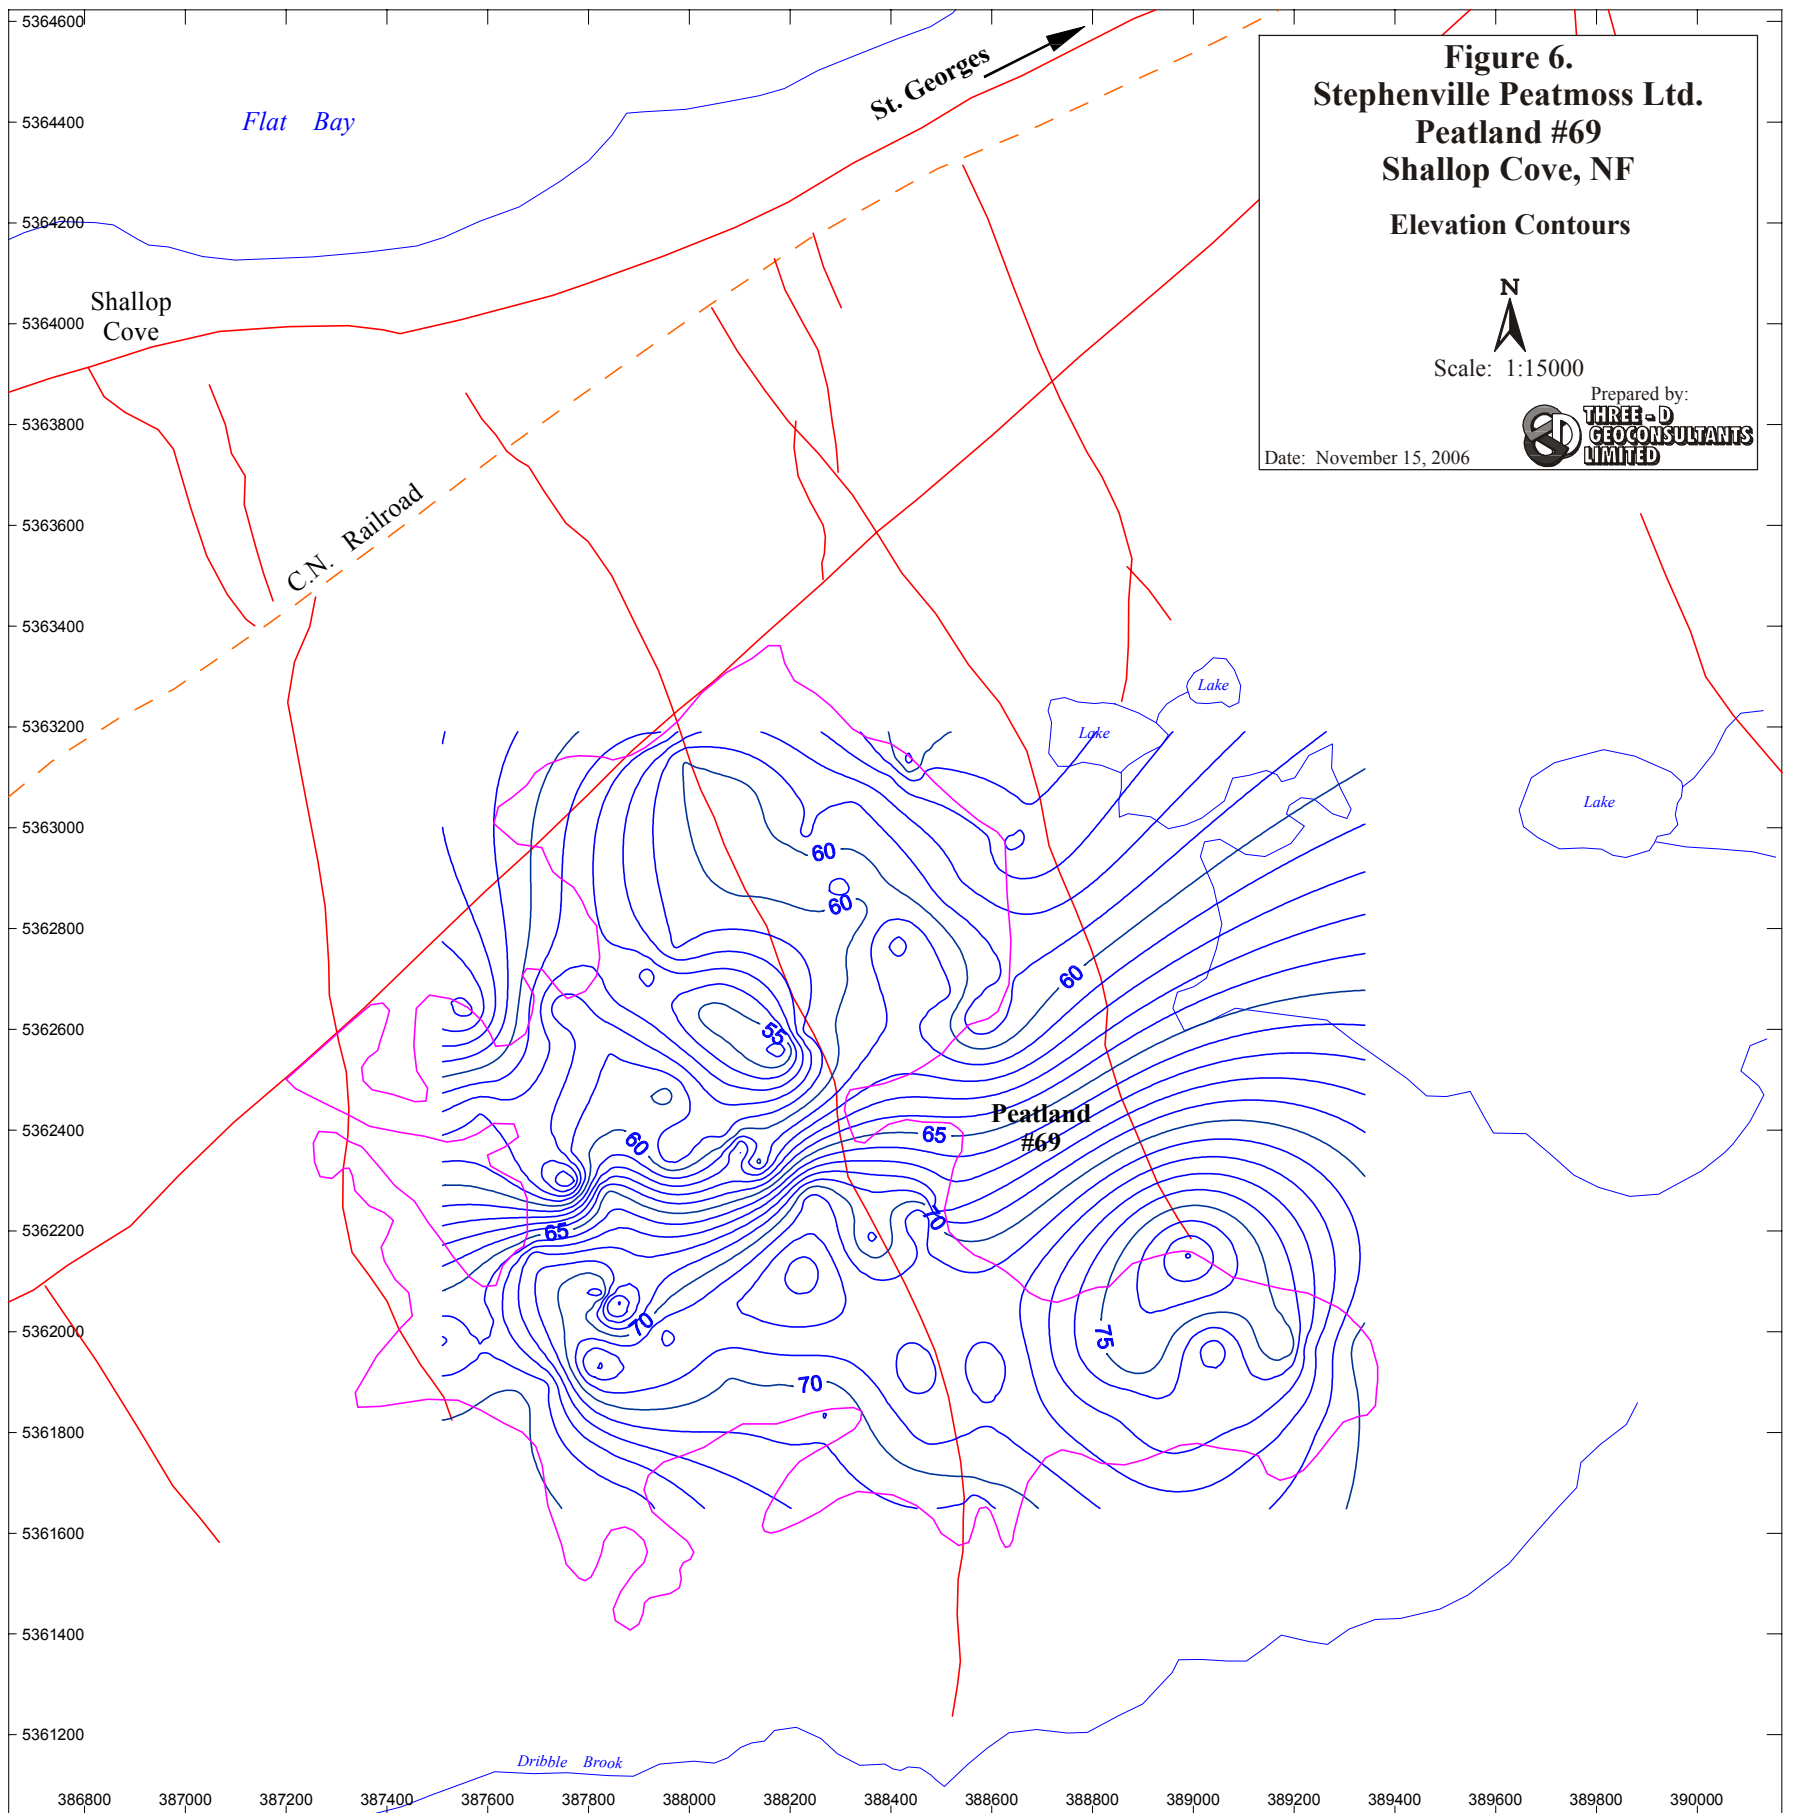 Figure 6.
Stephenville Peatmoss Ltd.
Peatland #69
Shallop Cove, NF
Elevation Contours
N
Scale: 1:15000
Prepared by:
THREE - D
GEOCONSULTANTS
LIMITED
Date: November 15, 2006
St. Georges
Flat Bay
Shallop
Cove
C.N. Railroad
Lake
Lake
Lake
60
60
60
55
60
65
Peatland
#69
65
70
70
75
70
Dribble Brook
5364600
5364400
5364200
5364000
5363800
5363600
5363400
5363200
5363000
5362800
5362600
5362400
5362200
5362000
5361800
5361600
5361400
5361200
386800 387000 387200 387400 387600 387800 388000 388200 388400 388600 388800 389000 389200 389400 389600 389800 390000